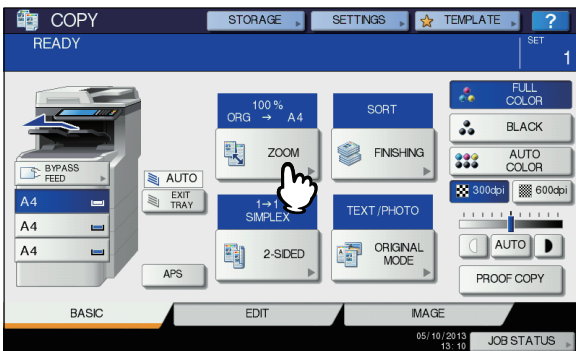 COPY
STORAGE
SETTINGS
TEMPLATE
?
READY
SET
1
100 %
ORG → A4
ZOOM
SORT
FINISHING
FULL
COLOR
BLACK
AUTO
COLOR
300dpi
600dpi
BYPASS
FEED
AUTO
EXIT
TRAY
A4
A4
A4
APS
1→1
SIMPLEX
2-SIDED
TEXT/PHOTO
ORIGINAL
MODE
AUTO
PROOF COPY
BASIC
EDIT
IMAGE
05/10/2013
13:10
JOB STATUS